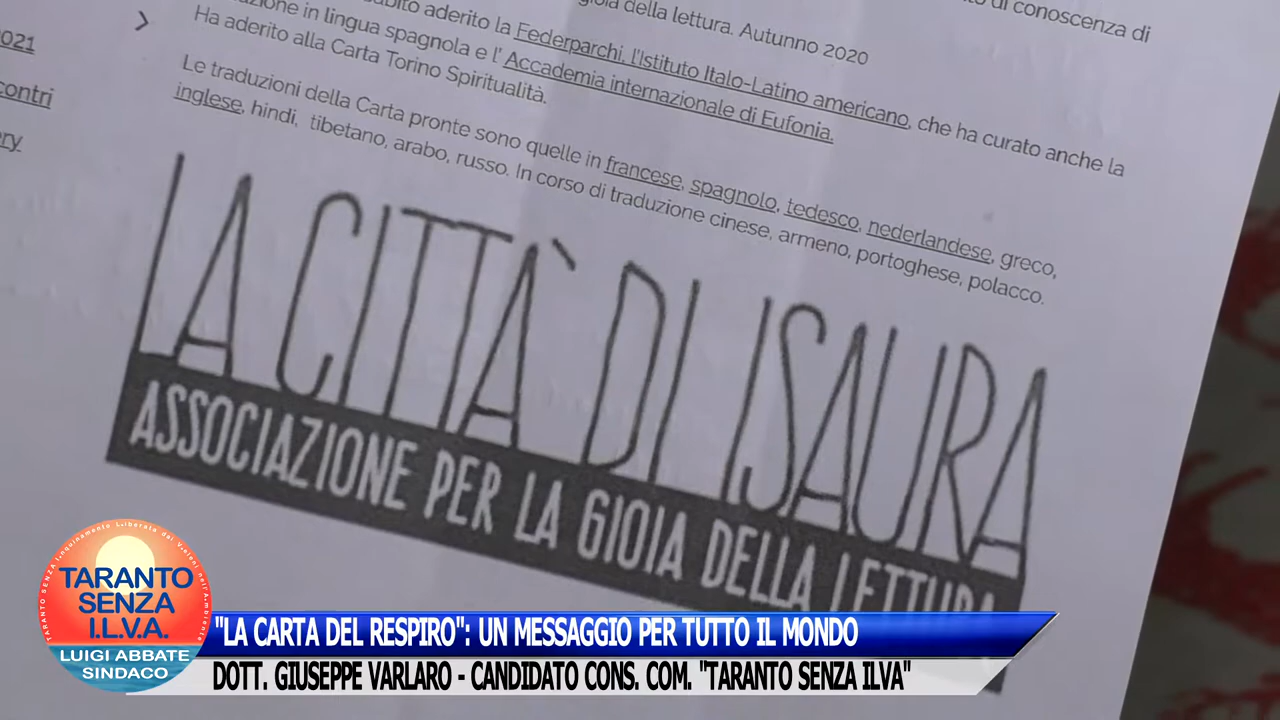 di conoscenza di
gioia della lettura. Autunno 2020
aderito la Federparchi, l'Istituto Italo-Latino americano, che ha curato anche la
in lingua spagnola e l' Accademia internazionale di Eufonia.
Ha aderito alla Carta Torino Spiritualità.
Le traduzioni della Carta pronte sono quelle in francese, spagnolo, tedesco, nederlandese, greco,
inglese, hindi, tibetano, arabo, russo. In corso di traduzione cinese, armeno, portoghese, polacco.
LA CITTÀ DI ISAURA
ASSOCIAZIONE PER LA GIOIA DELLA LETTURA
TARANTO
SENZA
I.L.V.A.
LUIGI ABBATE
SINDACO
"LA CARTA DEL RESPIRO": UN MESSAGGIO PER TUTTO IL MONDO
DOTT. GIUSEPPE VARLARO - CANDIDATO CONS. COM. "TARANTO SENZA ILVA"